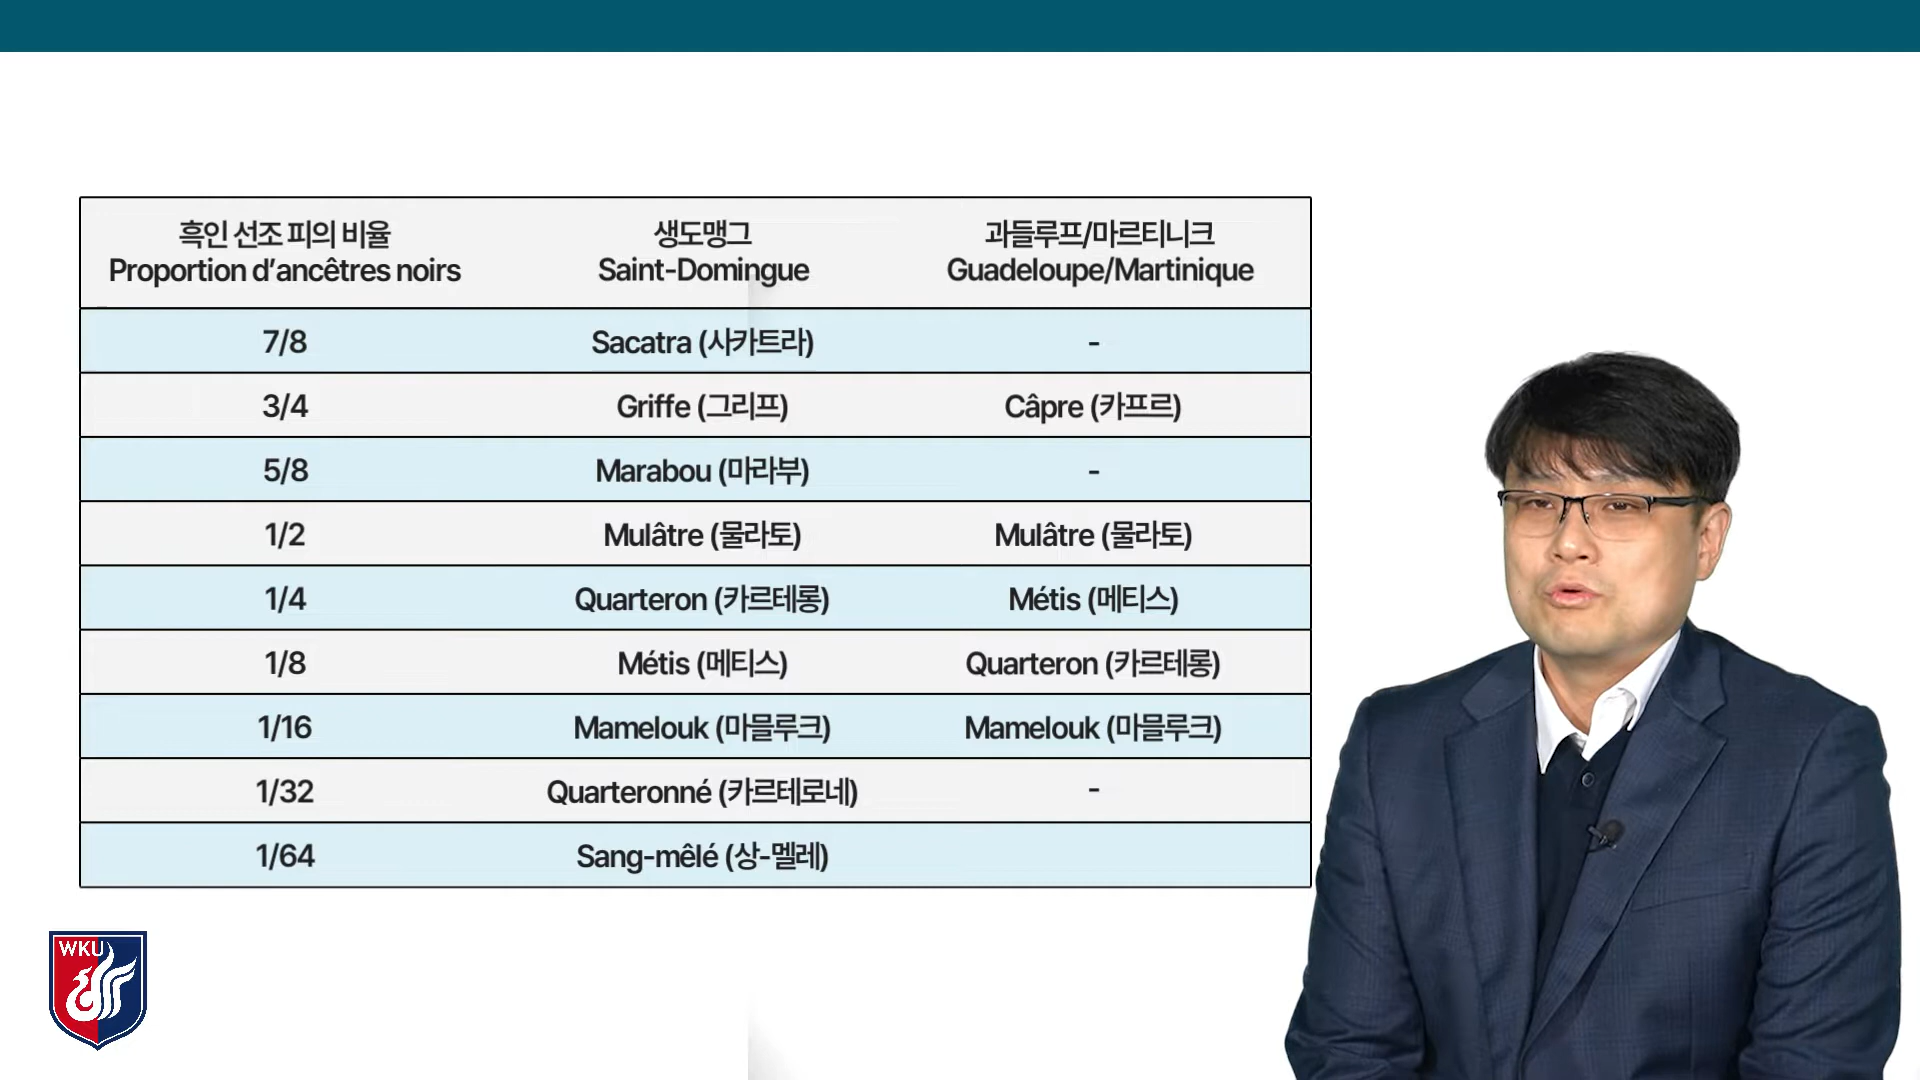 흑인 선조 피의 비율 생도맹그 과들루프/마르티니크
Proportion d'ancêtres noirs Saint-Domingue Guadeloupe/Martinique
7/8 Sacatra (사카트라) -
3/4 Griffe (그리프) Câpre (카프르)
5/8 Marabou (마라부) -
1/2 Mulâtre (물라토) Mulâtre (물라토)
1/4 Quarteron (카르테롱) Métis (메티스)
1/8 Métis (메티스) Quarteron (카르테롱)
1/16 Mamelouk (마믈루크) Mamelouk (마믈루크)
1/32 Quarteronné (카르테로네) -
1/64 Sang-mêlé (상-멜레)
WKU